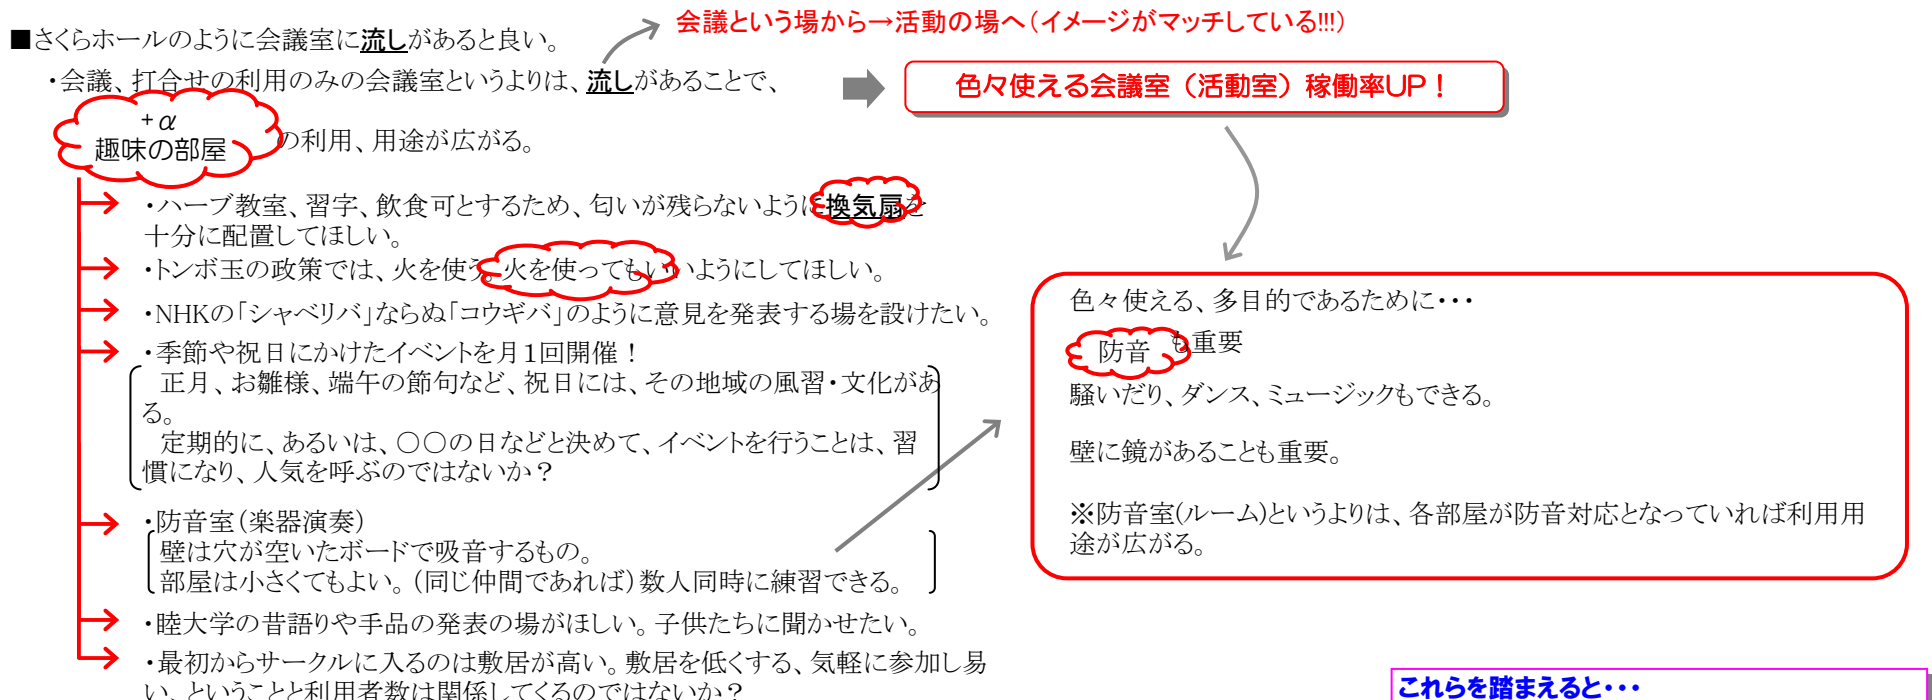 会議という場から→活動の場へ(イメージがマッチしている!!!)
■さくらホールのように会議室に流しがあると良い。
・会議、打合せの利用のみの会議室というよりは、流しがあることで、
色々使える会議室（活動室）稼働率UP！
+α
趣味の部屋
の利用、用途が広がる。
・ハーブ教室、習字、飲食可とするため、匂いが残らないように換気扇を
十分に配置してほしい。
・トンボ玉の政策では、火を使う。火を使ってもいいようにしてほしい。
・NHKの「シャベリバ」ならぬ「コウギバ」のように意見を発表する場を設けたい。
・季節や祝日にかけたイベントを月１回開催！
正月、お雛様、端午の節句など、祝日には、その地域の風習・文化があ
る。
定期的に、あるいは、○○の日などと決めて、イベントを行うことは、習
慣になり、人気を呼ぶのではないか？
・防音室(楽器演奏)
壁は穴が空いたボードで吸音するもの。
部屋は小さくてもよい。(同じ仲間であれば)数人同時に練習できる。
・睦大学の昔語りや手品の発表の場がほしい。子供たちに聞かせたい。
・最初からサークルに入るのは敷居が高い。敷居を低くする、気軽に参加し易
い、ということと利用者数は関係してくるのではないか？
色々使える、多目的であるために・・・
防音も重要
騒いだり、ダンス、ミュージックもできる。
壁に鏡があることも重要。
※防音室(ルーム)というよりは、各部屋が防音対応となっていれば利用用
途が広がる。
これらを踏まえると・・・